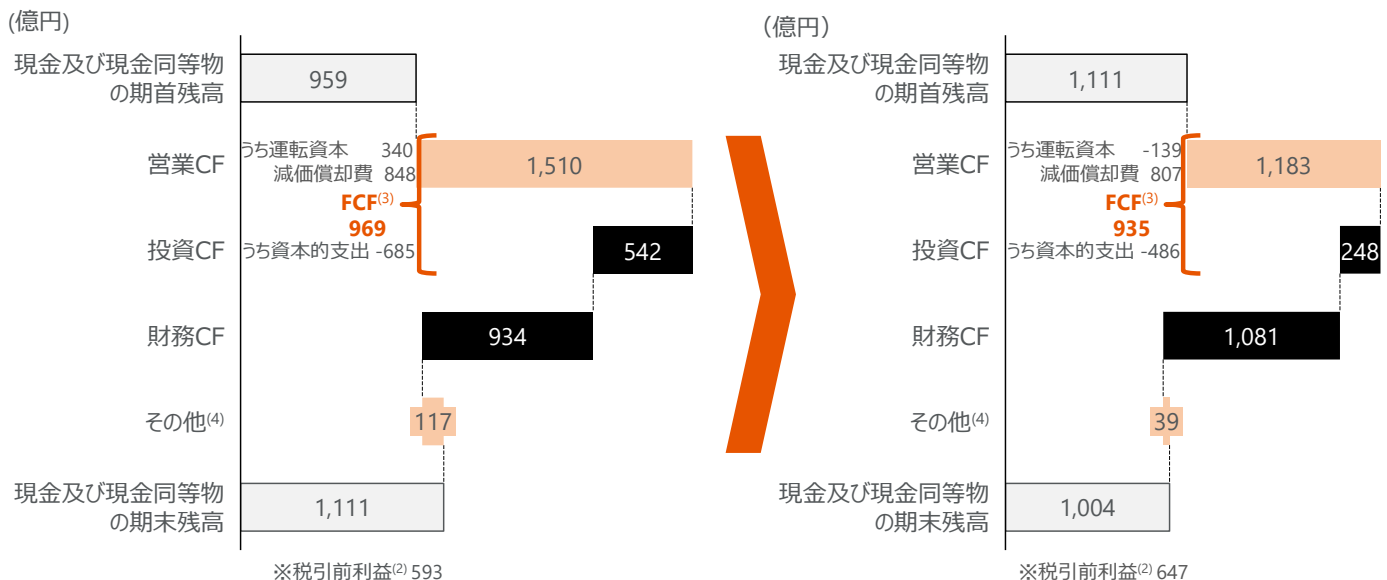 (億円)
現金及び現金同等物
の期首残高
959
営業CF
うち運転資本 340
減価償却費 848
1,510
FCF(3)
969
投資CF
うち資本的支出 -685
542
財務CF
934
その他(4)
117
現金及び現金同等物
の期末残高
1,111
※税引前利益(2) 593
(億円)
現金及び現金同等物
の期首残高
1,111
営業CF
うち運転資本 -139
減価償却費 807
1,183
FCF(3)
935
投資CF
うち資本的支出 -486
248
財務CF
1,081
その他(4)
39
現金及び現金同等物
の期末残高
1,004
※税引前利益(2) 647